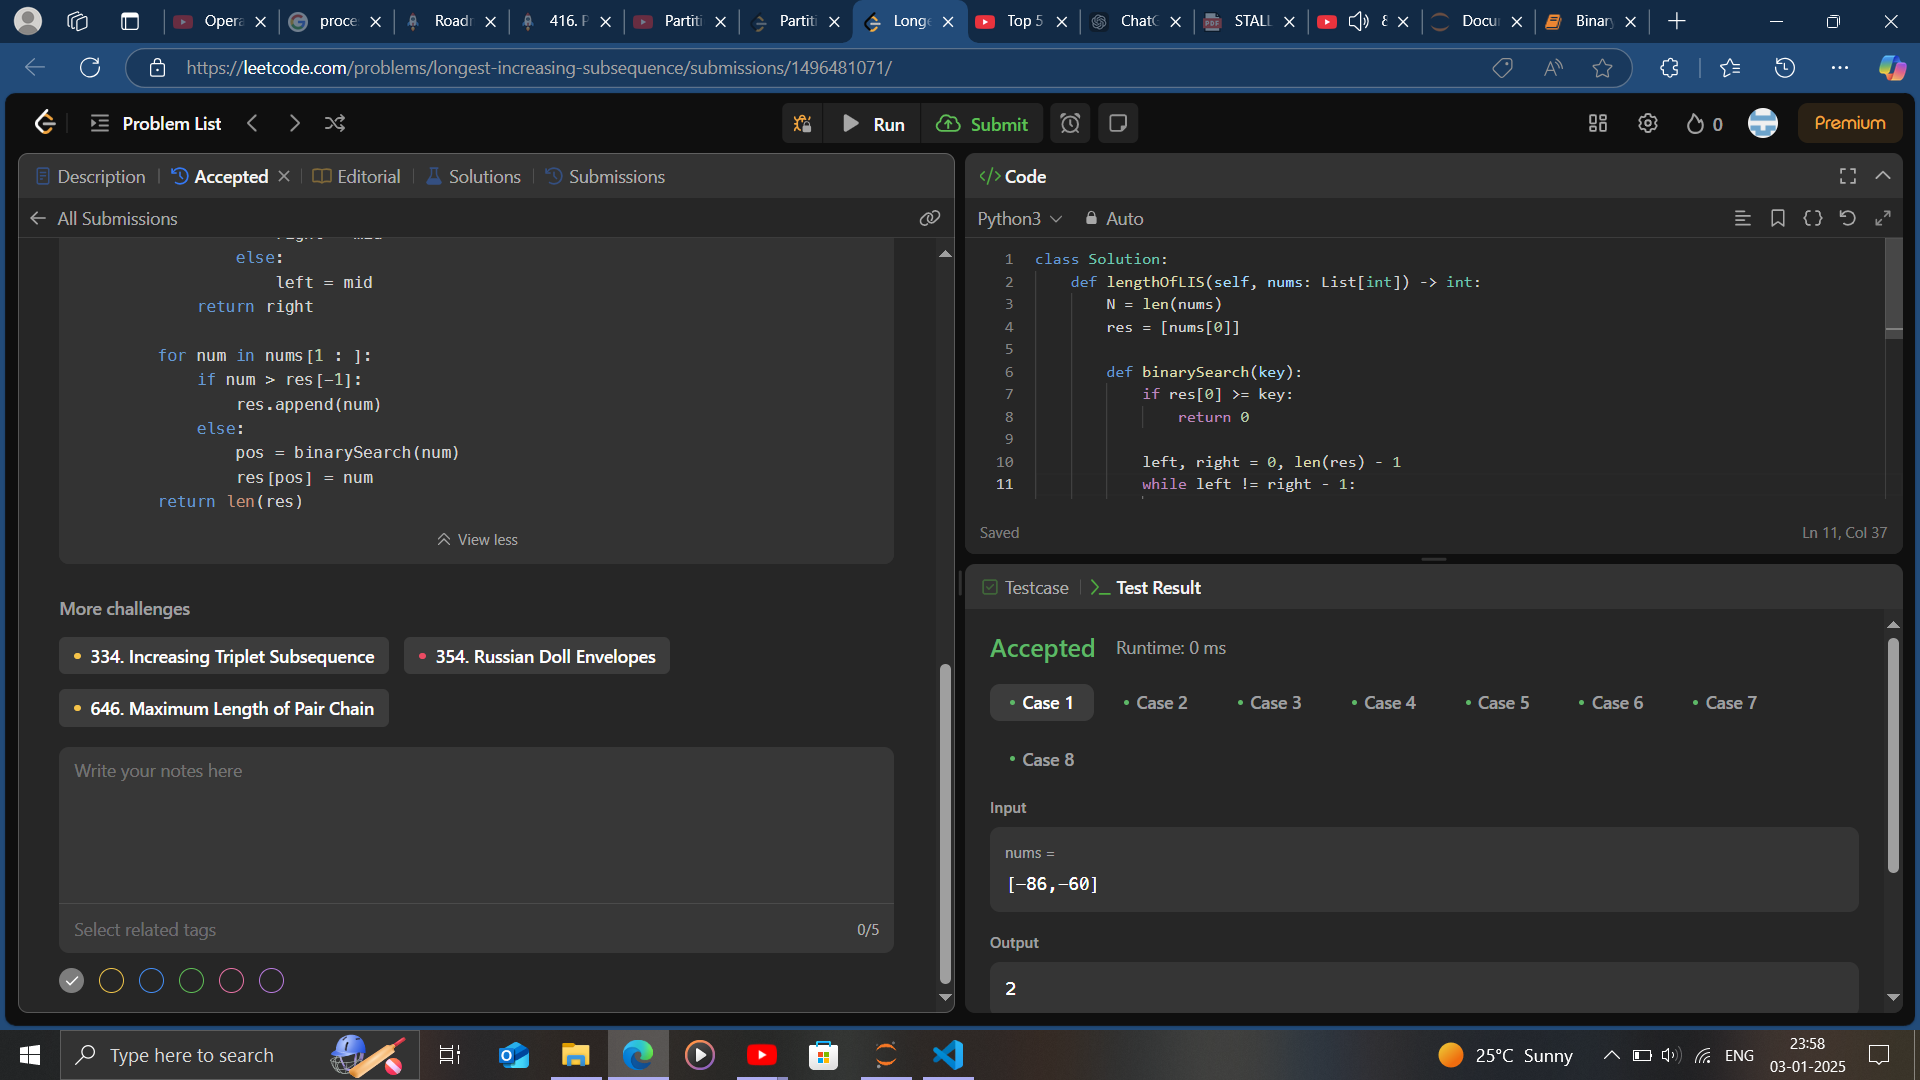 Opera
proce
Roadr
416. P
Partiti
Partiti
Longe
Top 5
ChatG
STALL
8
Docu
Binary
https://leetcode.com/problems/longest-increasing-subsequence/submissions/1496481071/
Problem List
Run
Submit
0
Premium
Description
Accepted
Editorial
Solutions
Submissions
All Submissions
else:
left = mid
return right
for num in nums[1 : ]:
if num > res[-1]:
res.append(num)
else:
pos = binarySearch(num)
res[pos] = num
return len(res)
View less
More challenges
334. Increasing Triplet Subsequence
354. Russian Doll Envelopes
646. Maximum Length of Pair Chain
Write your notes here
Select related tags
0/5
Code
Python3
Auto
1 class Solution:
2 def lengthOfLIS(self, nums: List[int]) -> int:
3 N = len(nums)
4 res = [nums[0]]
5
6 def binarySearch(key):
7 if res[0] >= key:
8 return 0
9
10 left, right = 0, len(res) - 1
11 while left != right - 1:
Saved
Ln 11, Col 37
Testcase
Test Result
Accepted
Runtime: 0 ms
Case 1
Case 2
Case 3
Case 4
Case 5
Case 6
Case 7
Case 8
Input
nums =
[-86,-60]
Output
2
Type here to search
25°C Sunny
ENG
23:58
03-01-2025